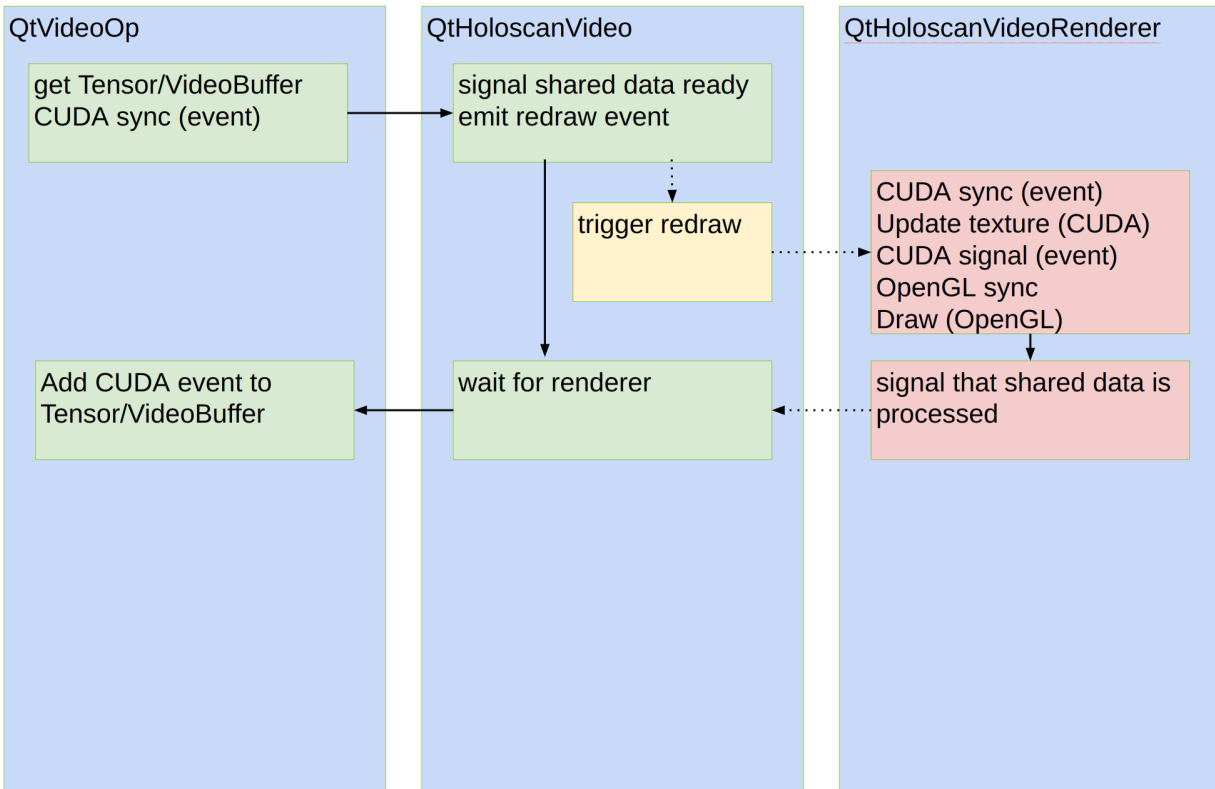 QtVideoOp
get Tensor/VideoBuffer
CUDA sync (event)
Add CUDA event to
Tensor/VideoBuffer
QtHoloscanVideo
signal shared data ready
emit redraw event
trigger redraw
wait for renderer
QtHoloscanVideoRenderer
CUDA sync (event)
Update texture (CUDA)
CUDA signal (event)
OpenGL sync
Draw (OpenGL)
signal that shared data is
processed